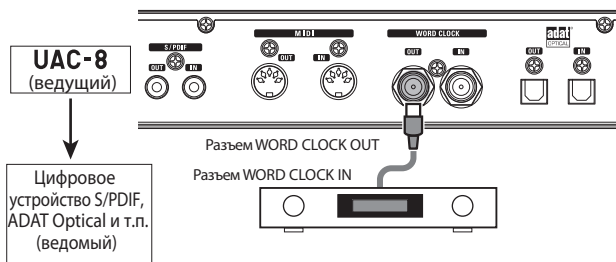 S/PDIF
OUT IN
MIDI
OUT IN
WORD CLOCK
OUT IN
adat
OPTICAL
OUT IN
UAC-8
(ведущий)
Разъем WORD CLOCK OUT
Разъем WORD CLOCK IN
Цифровое
устройство S/PDIF,
ADAT Optical и т.п.
(ведомый)